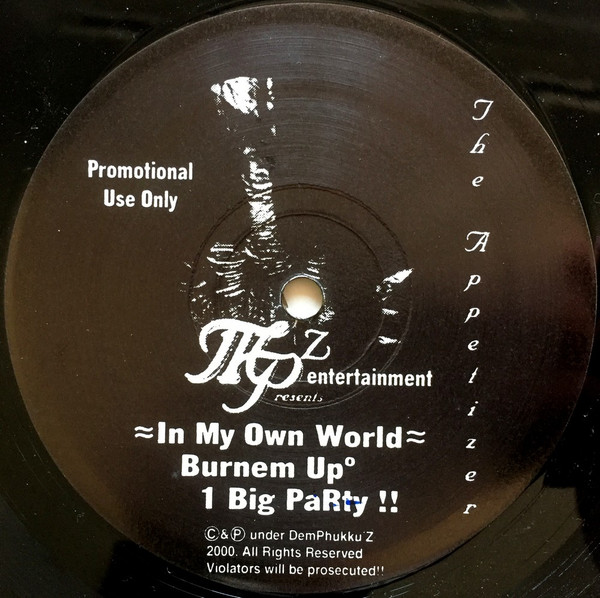 Promotional
Use Only
The Appetizer
Z
entertainment
Presents
≈In My Own World≈
Burnem Upº
1 Big PaRty !!
©&℗ under DemPhukku'Z
2000. All Rights Reserved
Violators will be prosecuted!!